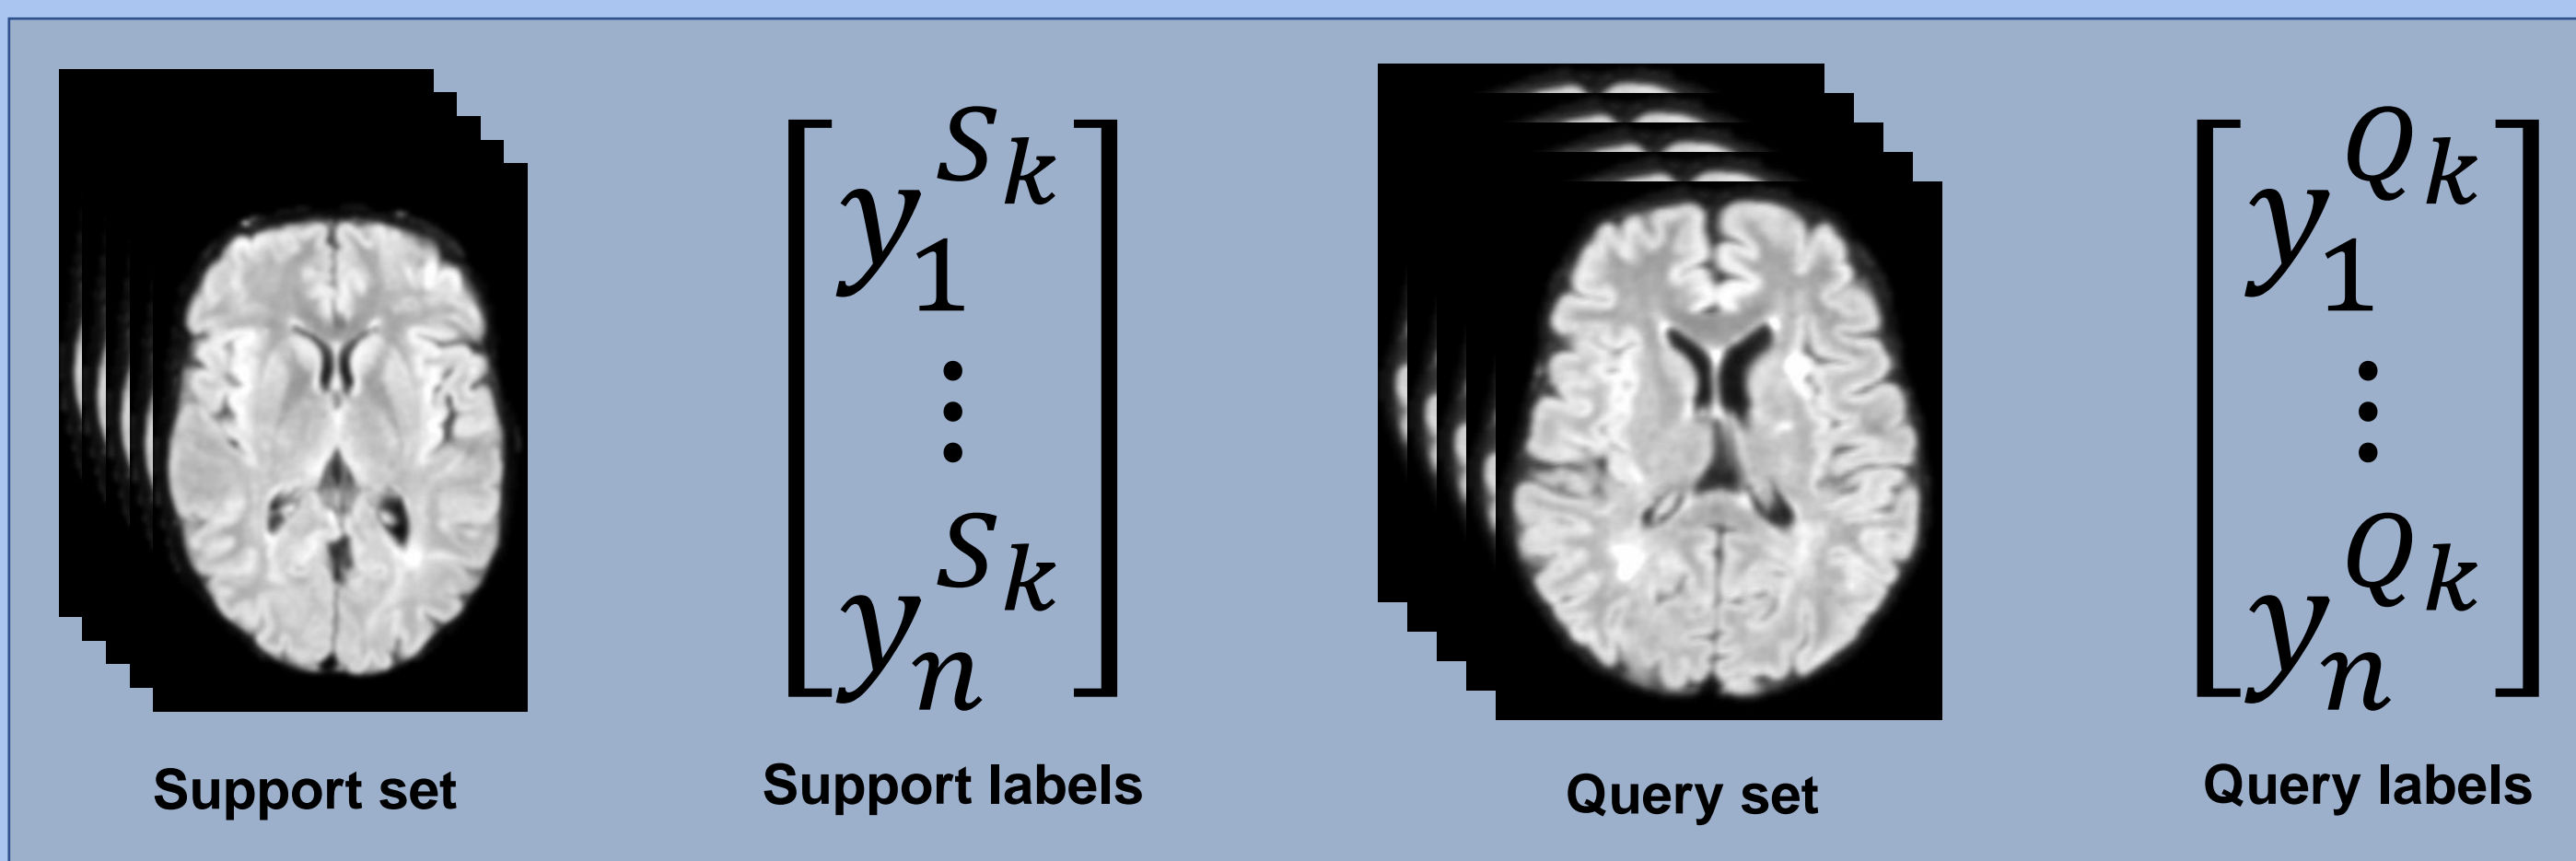 y_1^{S_k}
⋮
y_n^{S_k}
y_1^{Q_k}
⋮
y_n^{Q_k}
Support set
Support labels
Query set
Query labels